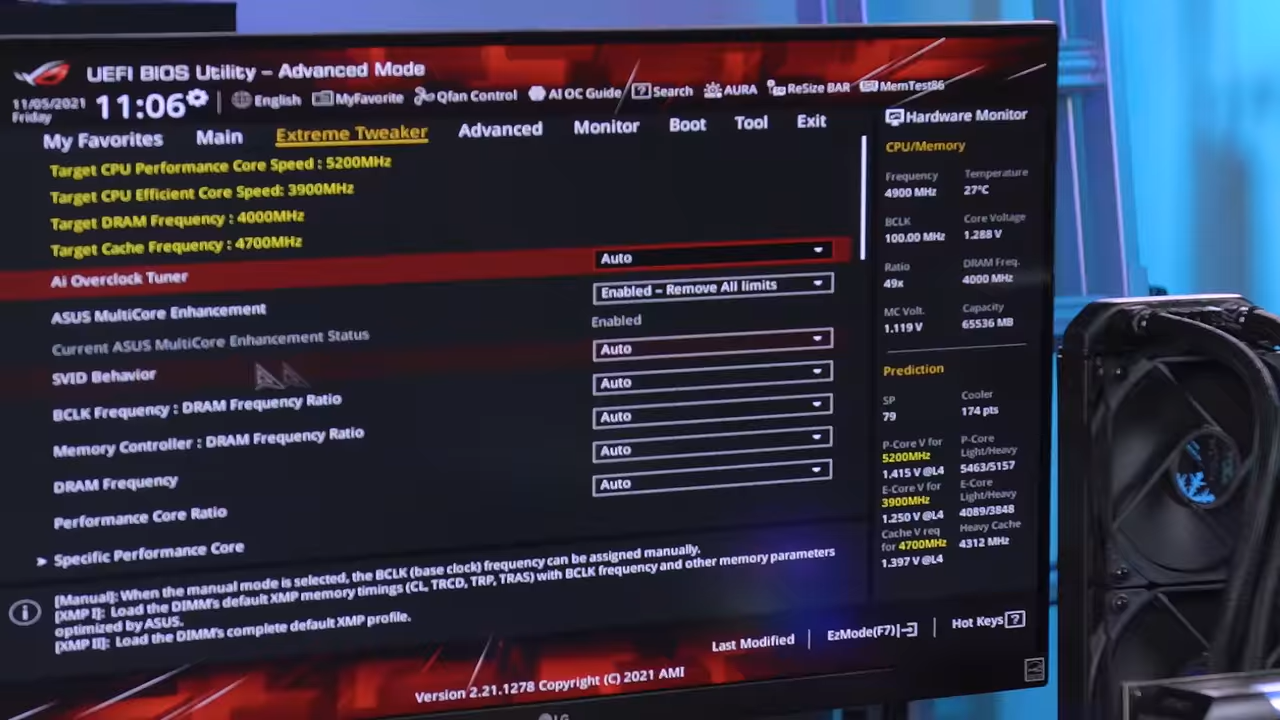 UEFI BIOS Utility – Advanced Mode
11/05/2021
Friday
11:06
English
MyFavorite
Qfan Control
AI OC Guide
? Search
AURA
ReSize BAR
MemTest86
My Favorites
Main
Extreme Tweaker
Advanced
Monitor
Boot
Tool
Exit
Target CPU Performance Core Speed : 5200MHz
Target CPU Efficient Core Speed: 3900MHz
Target DRAM Frequency : 4000MHz
Target Cache Frequency : 4700MHz
Ai Overclock Tuner
Auto
ASUS MultiCore Enhancement
Enabled – Remove All limits
Current ASUS MultiCore Enhancement Status
Enabled
SVID Behavior
Auto
BCLK Frequency : DRAM Frequency Ratio
Auto
Memory Controller : DRAM Frequency Ratio
Auto
DRAM Frequency
Auto
Performance Core Ratio
Auto
Specific Performance Core
[Manual]: When the manual mode is selected, the BCLK (base clock) frequency can be assigned manually.
[XMP I]: Load the DIMM's default XMP memory timings (CL, TRCD, TRP, TRAS) with BCLK frequency and other memory parameters
optimized by ASUS.
[XMP II]: Load the DIMM's complete default XMP profile.
Last Modified
EzMode(F7)
Hot Keys ?
Version 2.21.1278 Copyright (C) 2021 AMI
Hardware Monitor
CPU/Memory
Frequency Temperature
4900 MHz 27°C
BCLK Core Voltage
100.00 MHz 1.288 V
Ratio DRAM Freq.
49x 4000 MHz
MC Volt. Capacity
1.119 V 65536 MB
Prediction
SP Cooler
79 174 pts
P-Core V for P-Core
5200MHz Light/Heavy
1.415 V @L4 5463/5157
E-Core V for E-Core
3900MHz Light/Heavy
1.250 V @L4 4089/3848
Cache V req Heavy Cache
for 4700MHz 4312 MHz
1.397 V @L4
LG